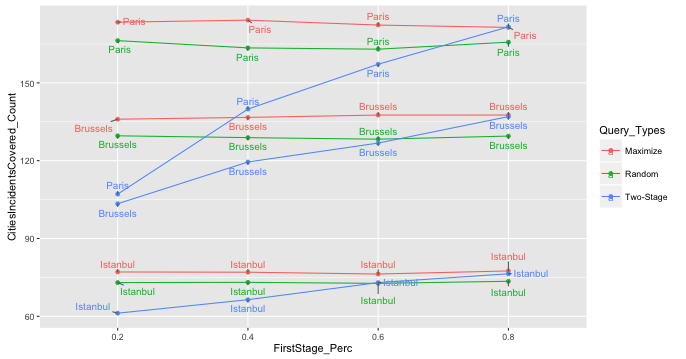 Paris
Paris
Paris
Paris
Paris
Paris
Paris
Paris
Paris
Paris
Paris
Paris
Brussels
Brussels
Brussels
Brussels
Brussels
Brussels
Brussels
Brussels
Brussels
Brussels
Brussels
Brussels
Istanbul
Istanbul
Istanbul
Istanbul
Istanbul
Istanbul
Istanbul
Istanbul
Istanbul
Istanbul
Istanbul
Istanbul
150
120
90
60
0.2
0.4
0.6
0.8
FirstStage_Perc
CitiesIncidentsCovered_Count
Query_Types
Maximize
Random
Two-Stage